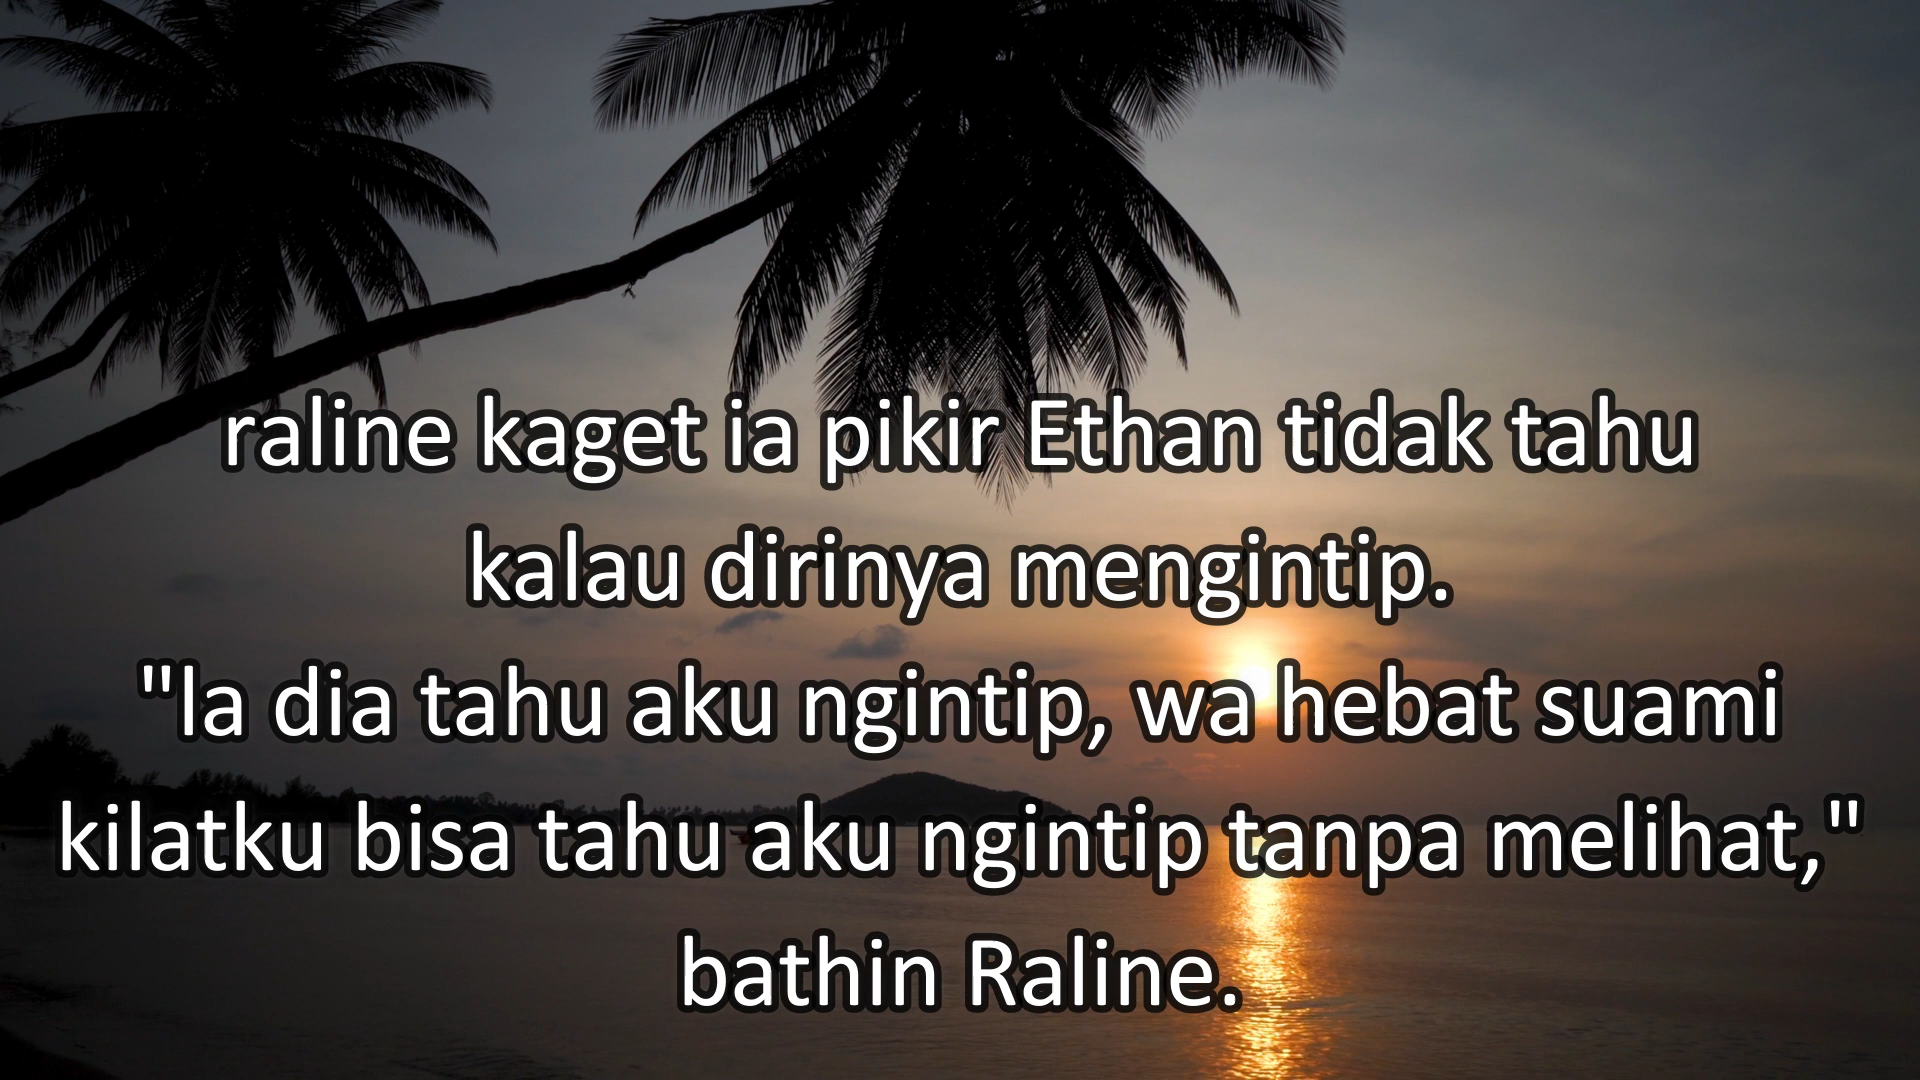 raline kaget ia pikir Ethan tidak tahu
kalau dirinya mengintip.
"la dia tahu aku ngintip, wa hebat suami
kilatku bisa tahu aku ngintip tanpa melihat,"
bathin Raline.